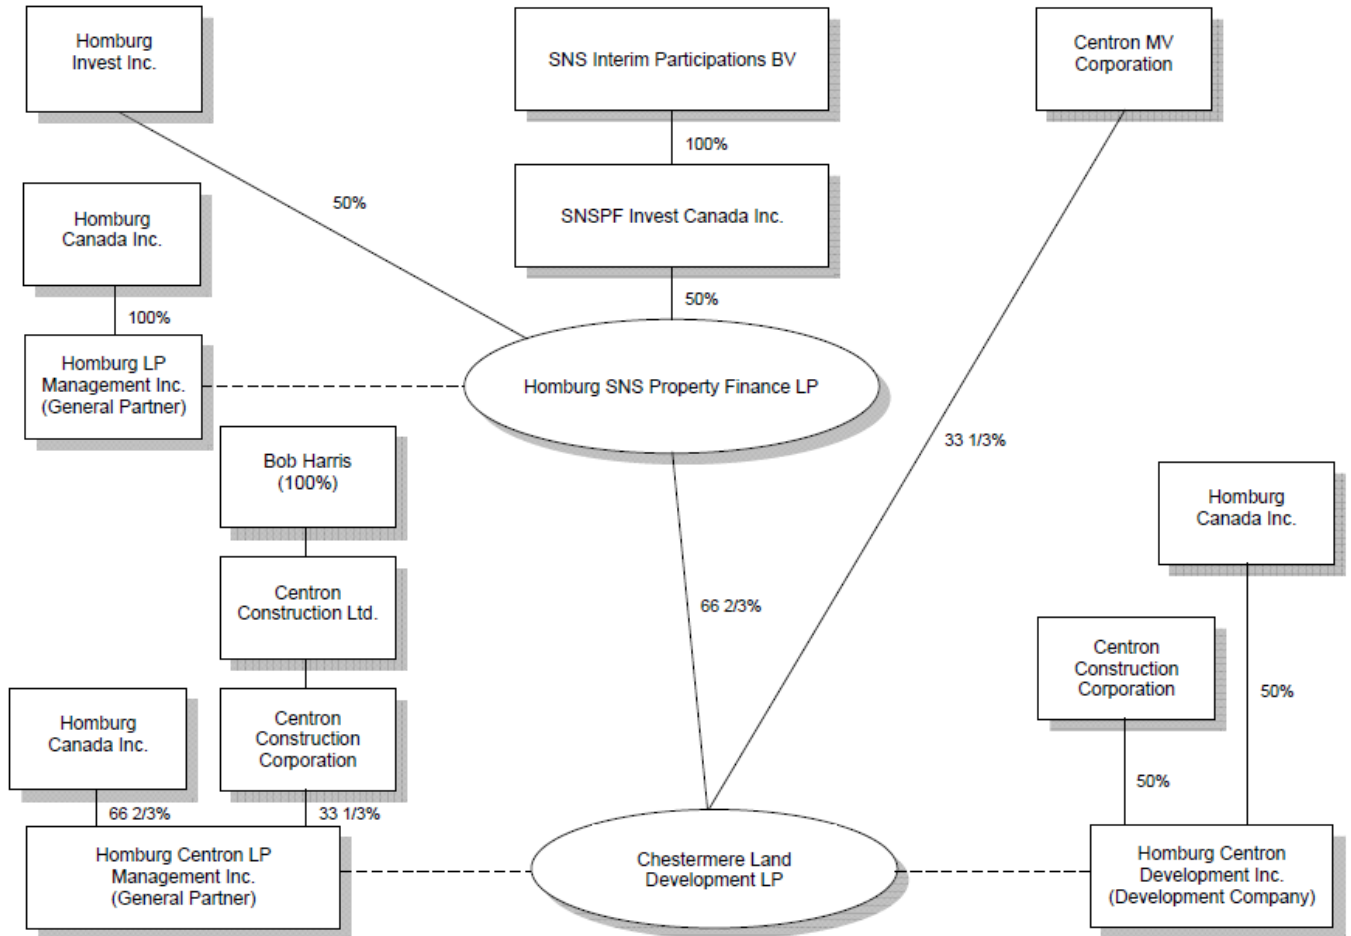 Homburg
Invest Inc.
SNS Interim Participations BV
Centron MV
Corporation
100%
50%
Homburg
Canada Inc.
SNSPF Invest Canada Inc.
50%
100%
Homburg LP
Management Inc.
(General Partner)
Homburg SNS Property Finance LP
33 1/3%
Bob Harris
(100%)
Homburg
Canada Inc.
Centron
Construction Ltd.
66 2/3%
Centron
Construction
Corporation
50%
Homburg
Canada Inc.
Centron
Construction
Corporation
50%
66 2/3%
33 1/3%
Homburg Centron LP
Management Inc.
(General Partner)
Chestermere Land
Development LP
Homburg Centron
Development Inc.
(Development Company)